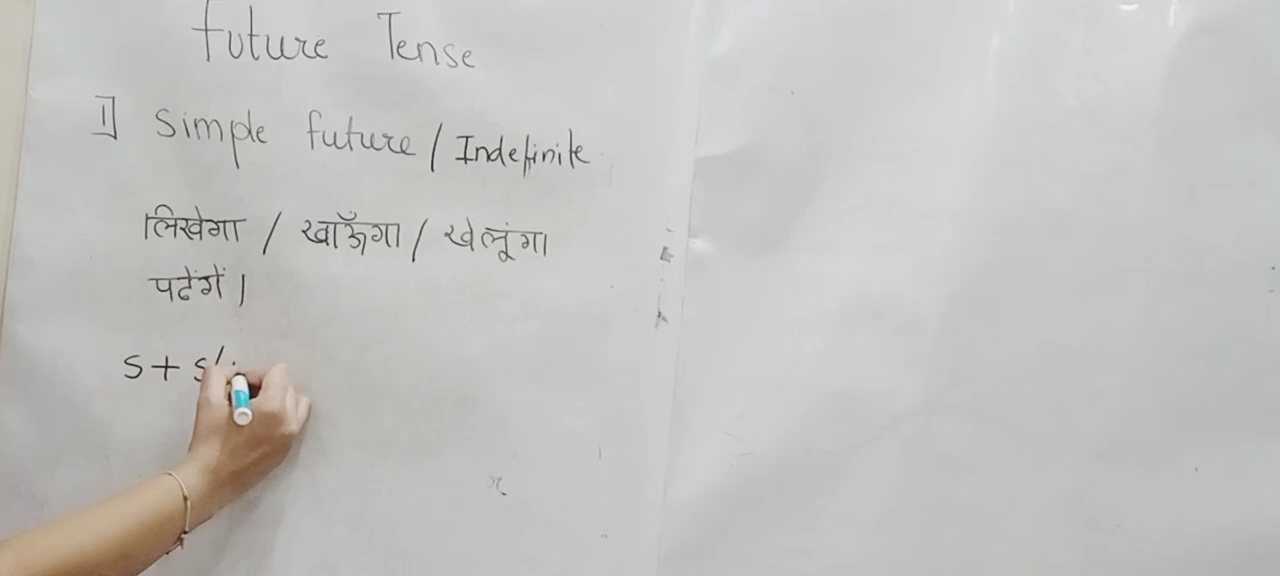 Future Tense
1] Simple future / Indefinite
लिखेगा / खाऊँगा / खेलूंगा
पढेंगें |
S +